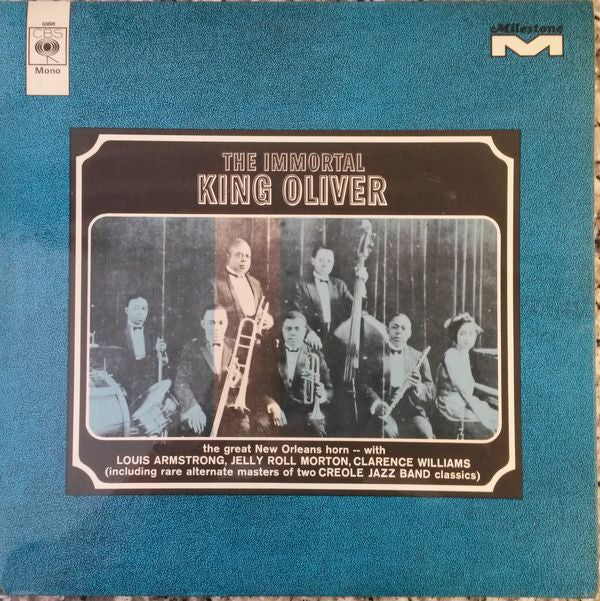 63808
CBS
Mono
Milestone
M
THE IMMORTAL
KING OLIVER
the great New Orleans horn -- with
LOUIS ARMSTRONG, JELLY ROLL MORTON, CLARENCE WILLIAMS
(including rare alternate masters of two CREOLE JAZZ BAND classics)